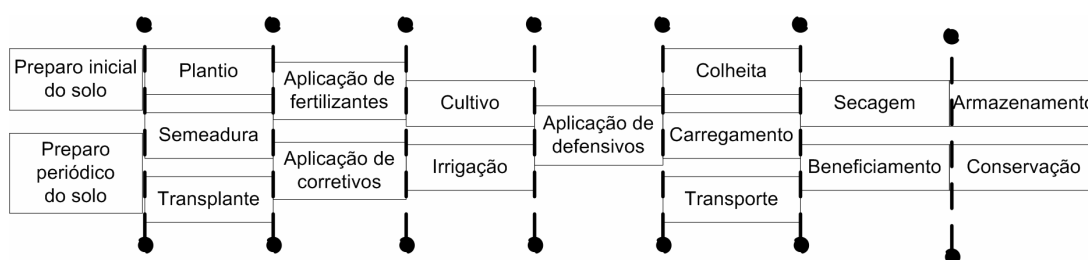 Preparo inicial
do solo
Preparo
periódico
do solo
Plantio
Semeadura
Transplante
Aplicação de
fertilizantes
Aplicação de
corretivos
Cultivo
Irrigação
Aplicação de
defensivos
Colheita
Carregamento
Transporte
Secagem
Beneficiamento
Armazenamento
Conservação